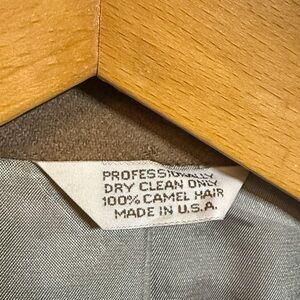 PROFESSIONALLY
DRY CLEAN ONLY
100% CAMEL HAIR
MADE IN U.S.A.